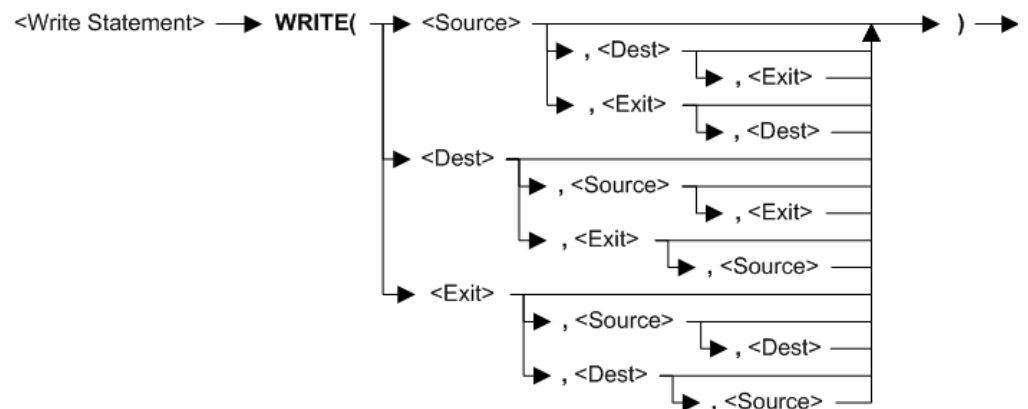 <Write Statement> WRITE( <Source> ) 
, <Dest>
, <Exit>
, <Exit>
, <Dest>
<Dest>
, <Source>
, <Exit>
, <Exit>
, <Source>
<Exit>
, <Source>
, <Dest>
, <Dest>
, <Source>